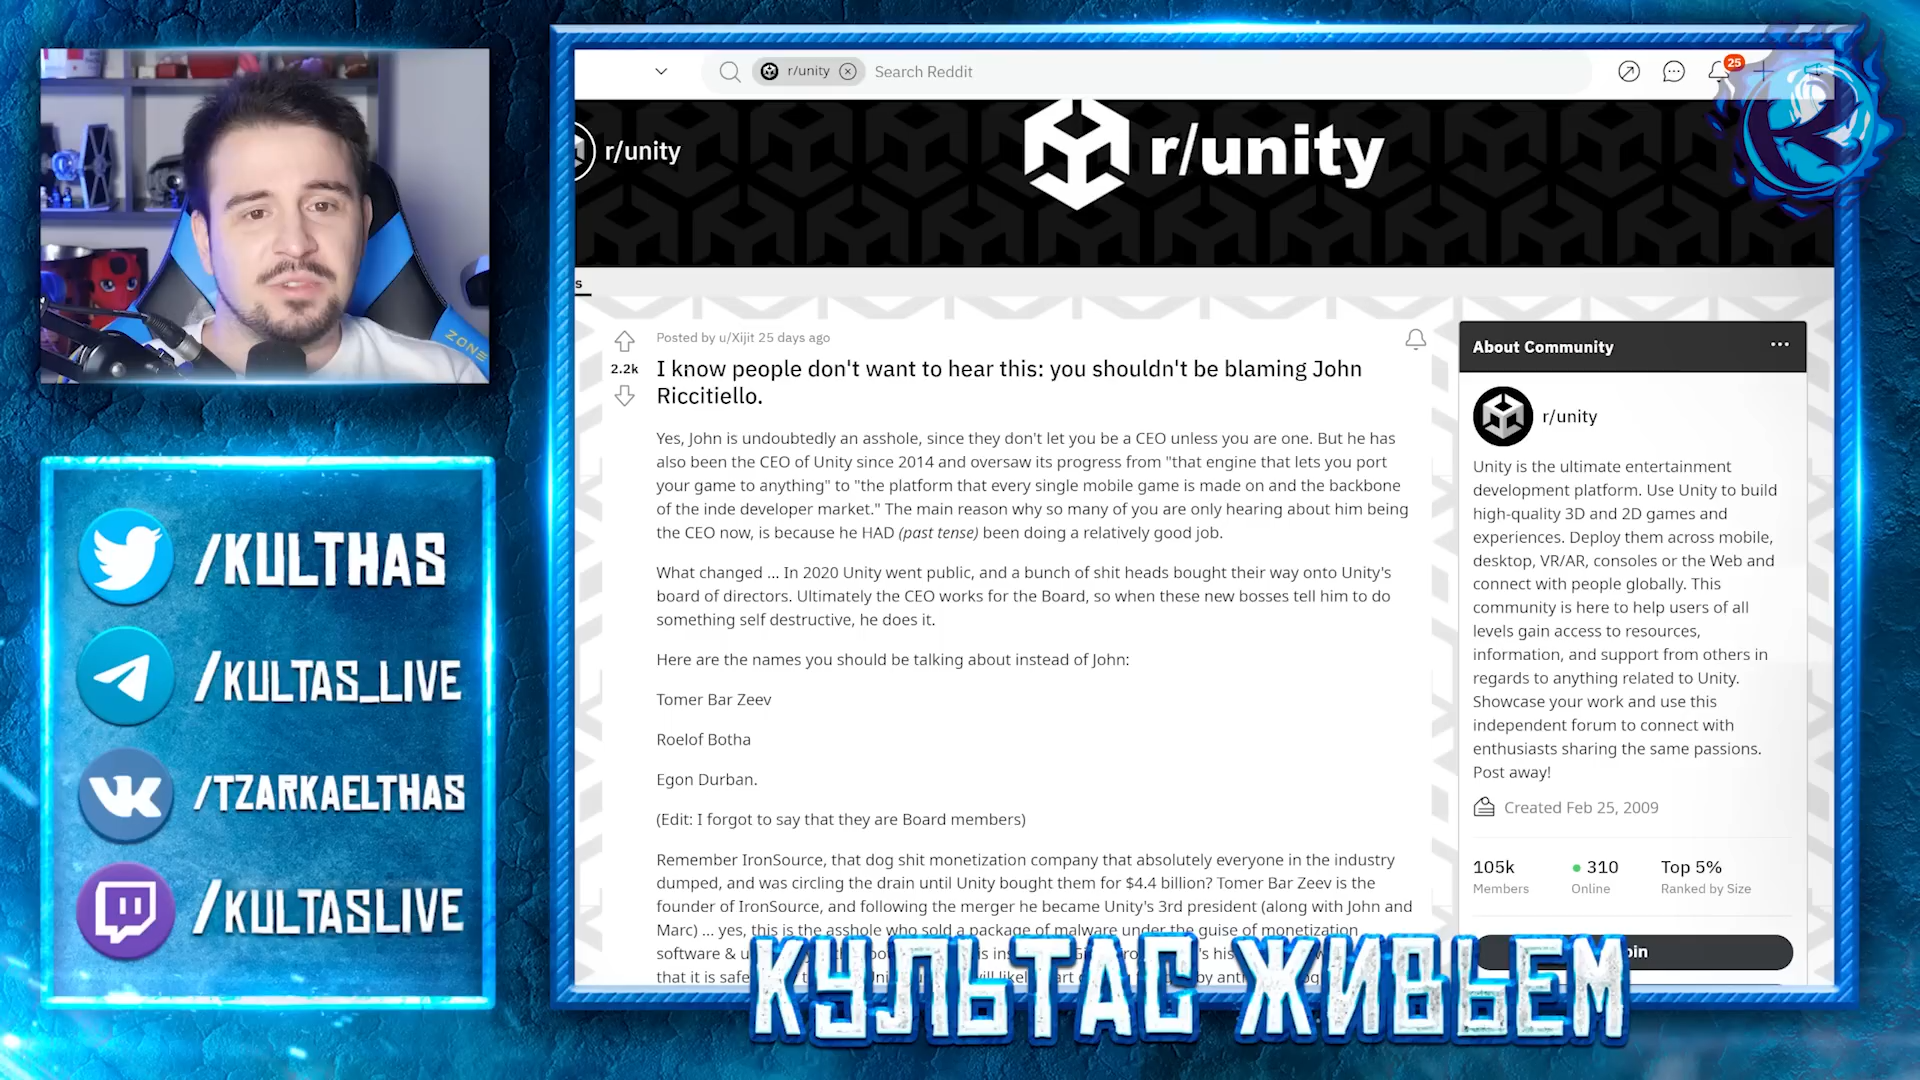 ZONE
/KULTHAS
/KULTAS_LIVE
/TZARKAELTHAS
/KULTASLIVE
r/unity
Search Reddit
25
r/unity
r/unity
s
Posted by u/Xijit 25 days ago
2.2k
I know people don't want to hear this: you shouldn't be blaming John
Riccitiello.
Yes, John is undoubtedly an asshole, since they don't let you be a CEO unless you are one. But he has
also been the CEO of Unity since 2014 and oversaw its progress from "that engine that lets you port
your game to anything" to "the platform that every single mobile game is made on and the backbone
of the inde developer market." The main reason why so many of you are only hearing about him being
the CEO now, is because he HAD (past tense) been doing a relatively good job.
What changed ... In 2020 Unity went public, and a bunch of shit heads bought their way onto Unity's
board of directors. Ultimately the CEO works for the Board, so when these new bosses tell him to do
something self destructive, he does it.
Here are the names you should be talking about instead of John:
Tomer Bar Zeev
Roelof Botha
Egon Durban.
(Edit: I forgot to say that they are Board members)
Remember IronSource, that dog shit monetization company that absolutely everyone in the industry
dumped, and was circling the drain until Unity bought them for $4.4 billion? Tomer Bar Zeev is the
founder of IronSource, and following the merger he became Unity's 3rd president (along with John and
Marc) ... yes, this is the asshole who sold a package of malware under the guise of monetization
software &
that it is safe
About Community
r/unity
Unity is the ultimate entertainment
development platform. Use Unity to build
high-quality 3D and 2D games and
experiences. Deploy them across mobile,
desktop, VR/AR, consoles or the Web and
connect with people globally. This
community is here to help users of all
levels gain access to resources,
information, and support from others in
regards to anything related to Unity.
Showcase your work and use this
independent forum to connect with
enthusiasts sharing the same passions.
Post away!
Created Feb 25, 2009
105k 310 Top 5%
Members Online Ranked by Size
КУЛЬТАС ЖИВЬЕМ